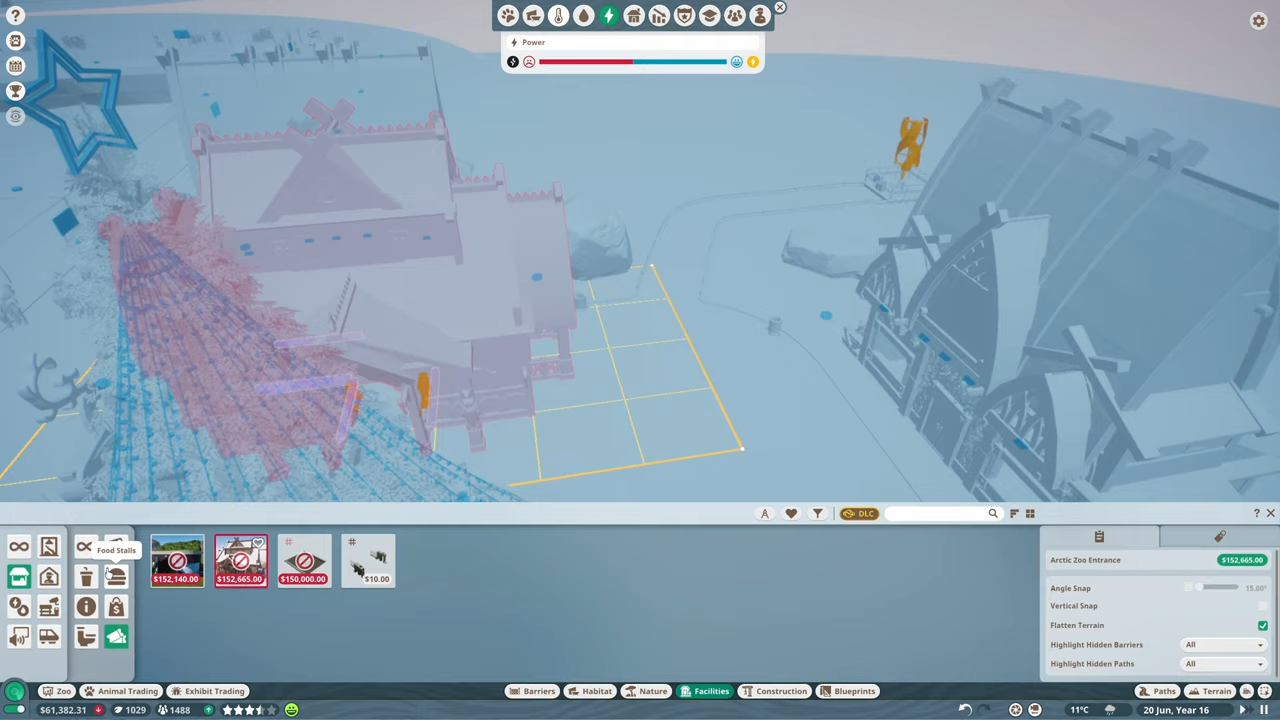 Power
DLC
Food Stalls
$152,140.00
$152,665.00
$150,000.00
$10.00
Arctic Zoo Entrance
$152,665.00
Angle Snap
15.00°
Vertical Snap
Flatten Terrain
Highlight Hidden Barriers
All
Highlight Hidden Paths
All
Zoo
Animal Trading
Exhibit Trading
Barriers
Habitat
Nature
Facilities
Construction
Blueprints
Paths
Terrain
$61,382.31
1029
1488
11°C
20 Jun, Year 16